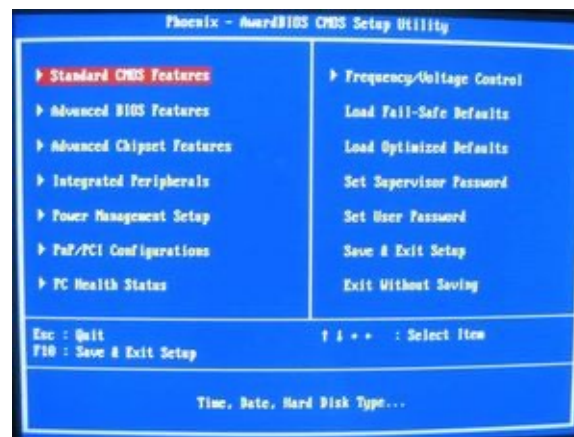 Phoenix - AwardBIOS CMOS Setup Utility
Standard CMOS Features
Advanced BIOS Features
Advanced Chipset Features
Integrated Peripherals
Power Management Setup
PnP/PCI Configurations
PC Health Status
Frequency/Voltage Control
Load Fail-Safe Defaults
Load Optimized Defaults
Set Supervisor Password
Set User Password
Save & Exit Setup
Exit Without Saving
Esc : Quit
F10 : Save & Exit Setup
↑ ↓ → ← : Select Item
Time, Date, Hard Disk Type...